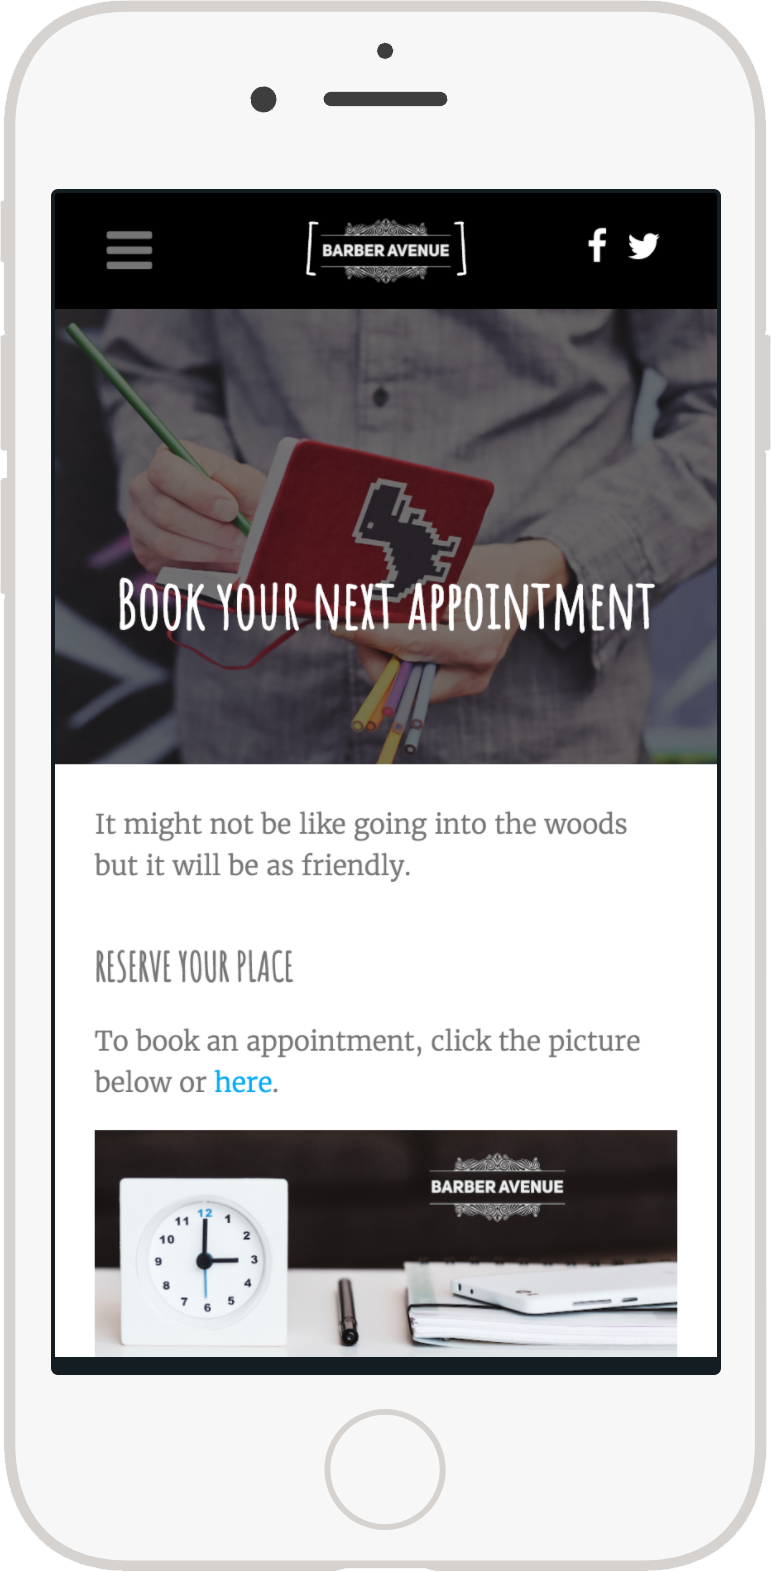 BARBER AVENUE
Book your next appointment
It might not be like going into the woods
but it will be as friendly.
RESERVE YOUR PLACE
To book an appointment, click the picture
below or here.
BARBER AVENUE
12
11 1
10 2
9 3
8 4
7 5
6